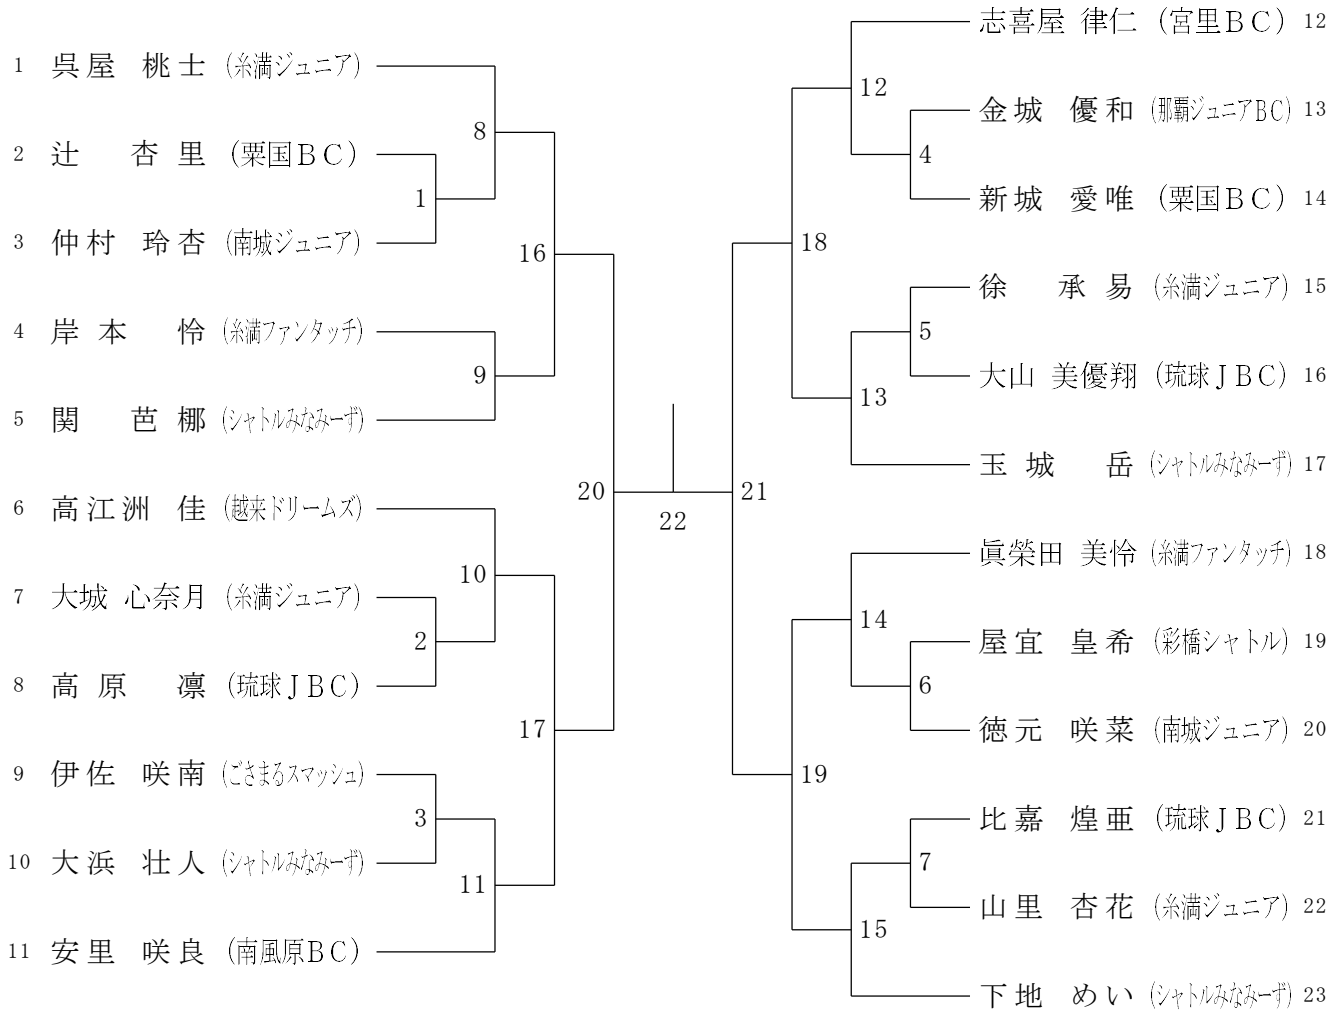 1 呉屋 桃士 (糸満ジュニア)
2 辻 杏里 (粟国BC)
3 仲村 玲杏 (南城ジュニア)
4 岸本 怜 (糸満ファンタッチ)
5 関 芭梛 (シャトルみなみーず)
6 高江洲 佳 (越来ドリームズ)
7 大城 心奈月 (糸満ジュニア)
8 高原 凛 (琉球JBC)
9 伊佐 咲南 (ごさまるスマッシュ)
10 大浜 壮人 (シャトルみなみーず)
11 安里 咲良 (南風原BC)
1
2
3
8
9
10
11
16
17
20
22
21
18
19
12
13
14
15
4
5
6
7
志喜屋 律仁 (宮里BC) 12
金城 優和 (那覇ジュニアBC) 13
新城 愛唯 (粟国BC) 14
徐 承易 (糸満ジュニア) 15
大山 美優翔 (琉球JBC) 16
玉城 岳 (シャトルみなみーず) 17
眞榮田 美怜 (糸満ファンタッチ) 18
屋宜 皇希 (彩橋シャトル) 19
徳元 咲菜 (南城ジュニア) 20
比嘉 煌亜 (琉球JBC) 21
山里 杏花 (糸満ジュニア) 22
下地 めい (シャトルみなみーず) 23